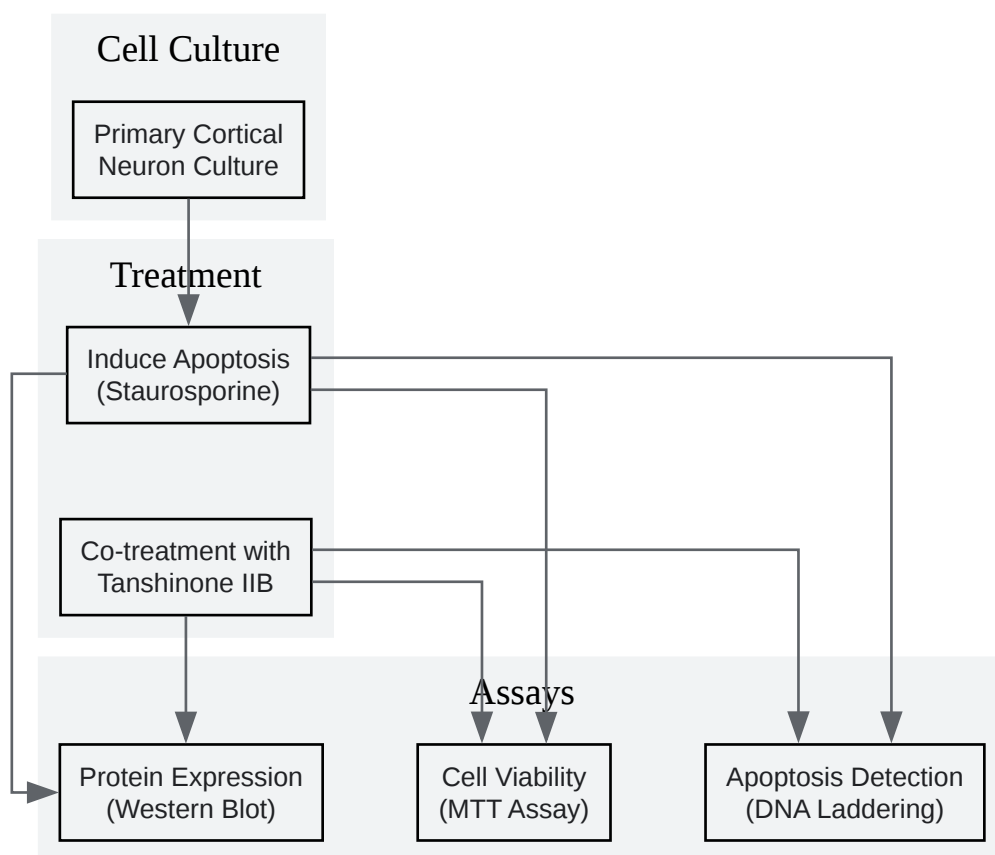 Cell Culture
Primary Cortical
Neuron Culture
Treatment
Induce Apoptosis
(Staurosporine)
Co-treatment with
Tanshinone IIB
Assays
Protein Expression
(Western Blot)
Cell Viability
(MTT Assay)
Apoptosis Detection
(DNA Laddering)